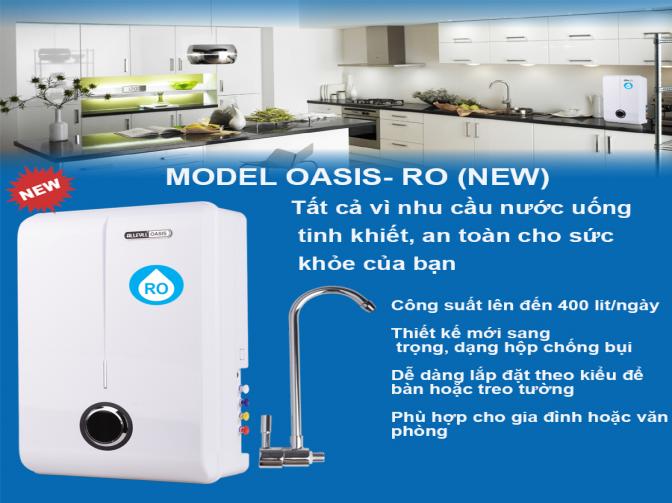 MODEL OASIS- RO (NEW)
NEW
Tất cả vì nhu cầu nước uống
tinh khiết, an toàn cho sức
khỏe của bạn
OASIS
RO
Công suất lên đến 400 lit/ngày
Thiết kế mới sang
trọng, dạng hộp chống bụi
Dễ dàng lắp đặt theo kiểu để
bàn hoặc treo tường
Phù hợp cho gia đình hoặc văn
phòng